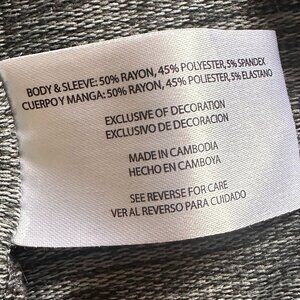 BODY & SLEEVE: 50% RAYON, 45% POLYESTER, 5% SPANDEX
CUERPO Y MANGA: 50% RAYON, 45% POLIESTER, 5% ELASTANO
EXCLUSIVE OF DECORATION
EXCLUSIVO DE DECORACION
MADE IN CAMBODIA
HECHO EN CAMBOYA
SEE REVERSE FOR CARE
VER AL REVERSO PARA CUIDADO